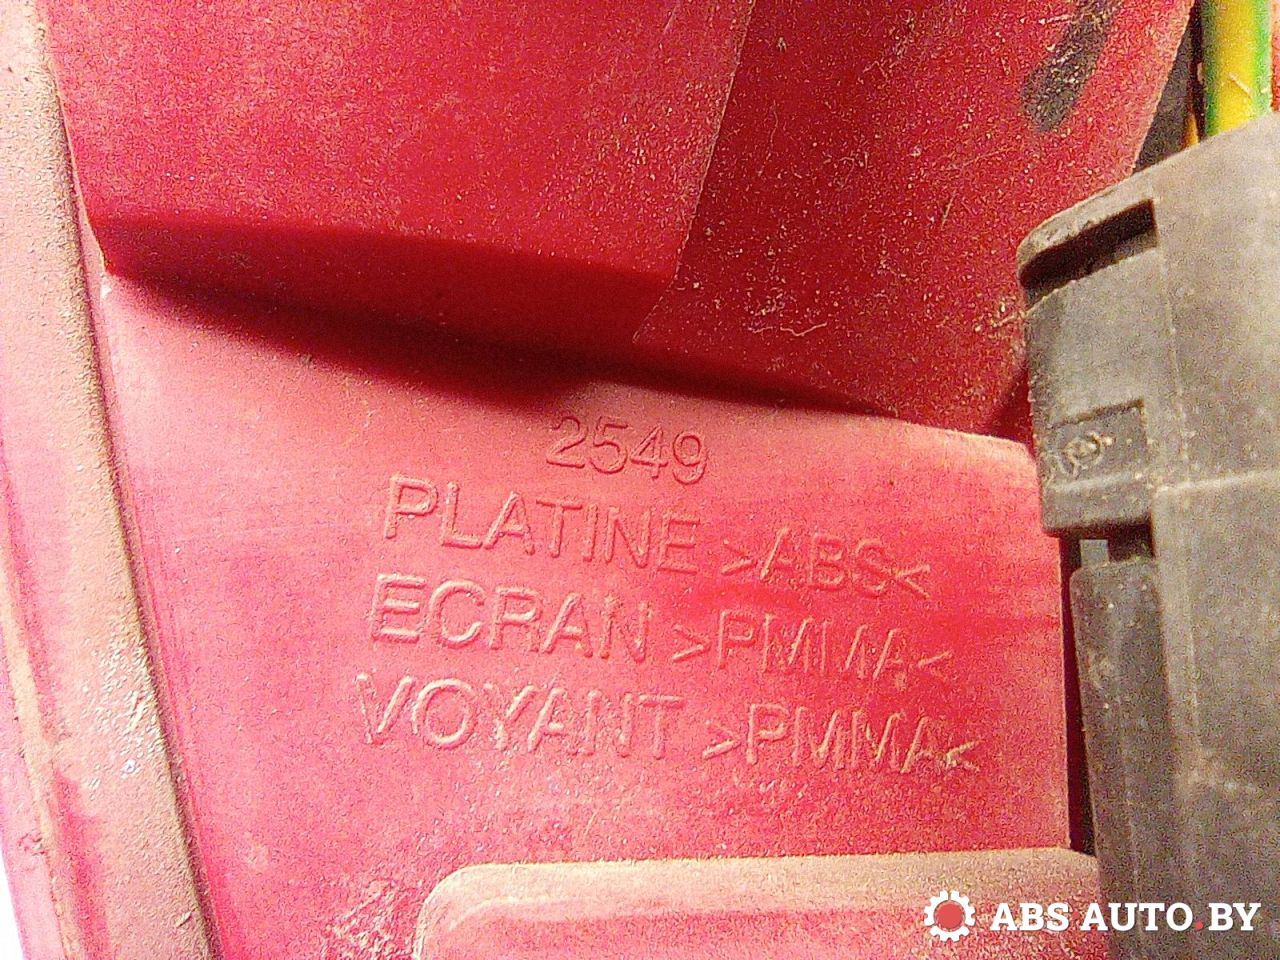 2549
PLATINE >ABS<
ECRAN >PMMA<
VOYANT >PMMA<
ABS AUTO.BY